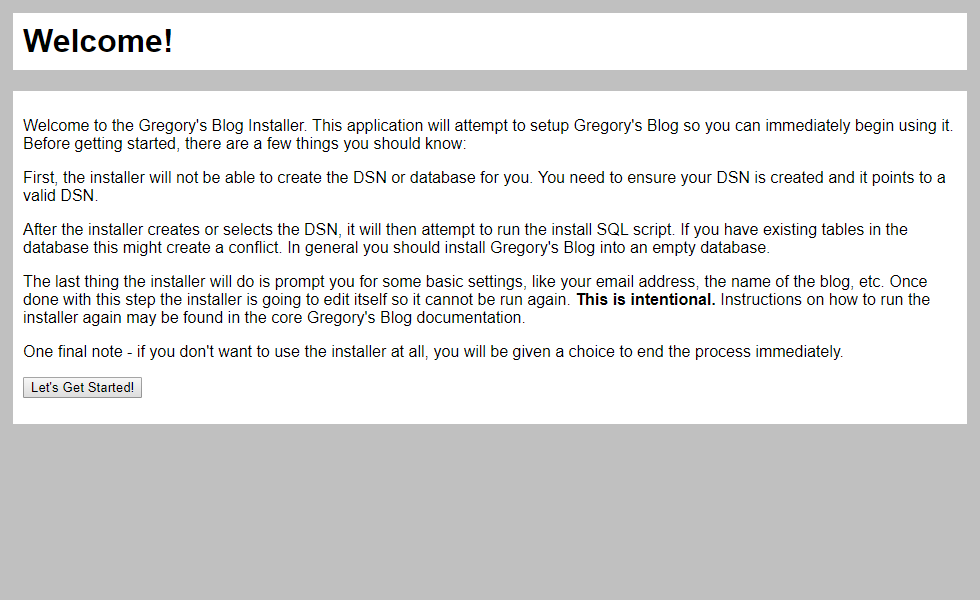 Welcome!
Welcome to the Gregory's Blog Installer. This application will attempt to setup Gregory's Blog so you can immediately begin using it.
Before getting started, there are a few things you should know:
First, the installer will not be able to create the DSN or database for you. You need to ensure your DSN is created and it points to a
valid DSN.
After the installer creates or selects the DSN, it will then attempt to run the install SQL script. If you have existing tables in the
database this might create a conflict. In general you should install Gregory's Blog into an empty database.
The last thing the installer will do is prompt you for some basic settings, like your email address, the name of the blog, etc. Once
done with this step the installer is going to edit itself so it cannot be run again. This is intentional. Instructions on how to run the
installer again may be found in the core Gregory's Blog documentation.
One final note - if you don't want to use the installer at all, you will be given a choice to end the process immediately.
Let's Get Started!